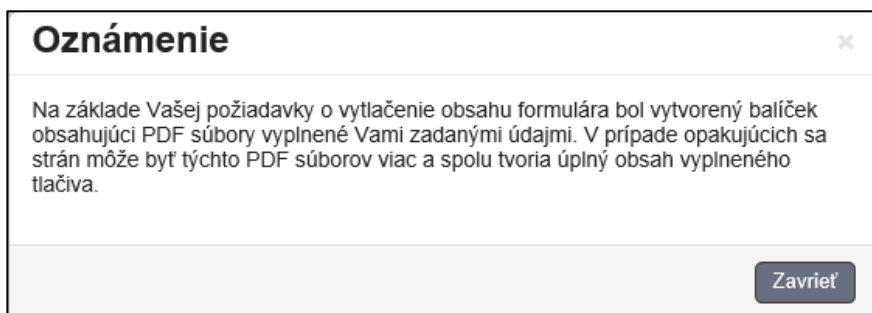 Oznámenie
Na základe Vašej požiadavky o vytlačenie obsahu formulára bol vytvorený balíček
obsahujúci PDF súbory vyplnené Vami zadanými údajmi. V prípade opakujúcich sa
strán môže byť týchto PDF súborov viac a spolu tvoria úplný obsah vyplneného
tlačiva.
Zavrieť